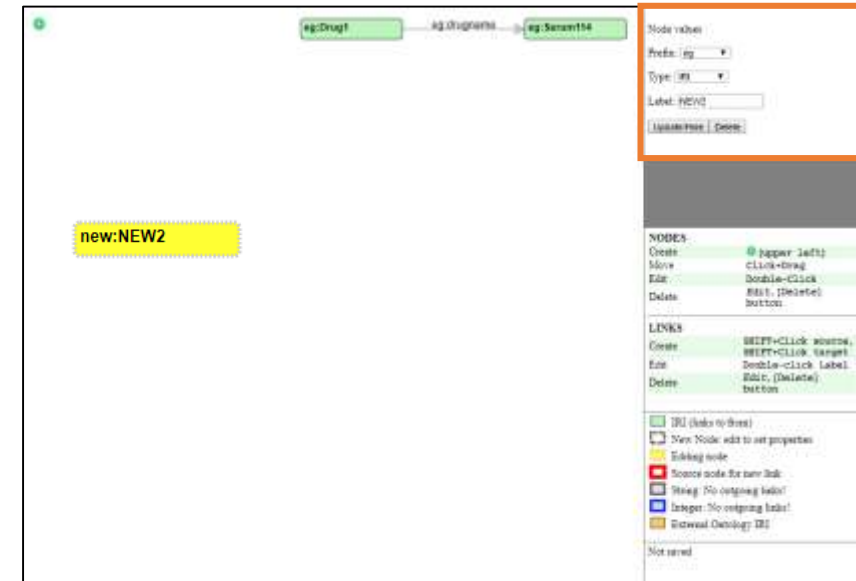 eg:Drug1
eg:drugname
eg:Serum114
new:NEW2
Node values
Prefix: eg
Type: IRI
Label: NEW2
Update Node Delete
NODES
Create (upper left)
Move Click+Drag
Edit Double-Click
Delete Edit, [Delete]
button
LINKS
Create SHIFT+Click source,
SHIFT+Click target
Edit Double-click Label
Delete Edit, [Delete]
button
IRI (links to/from)
New Node: edit to set properties
Editing node
Source node for new link
String: No outgoing links!
Integer: No outgoing links!
External Ontology IRI
Not saved